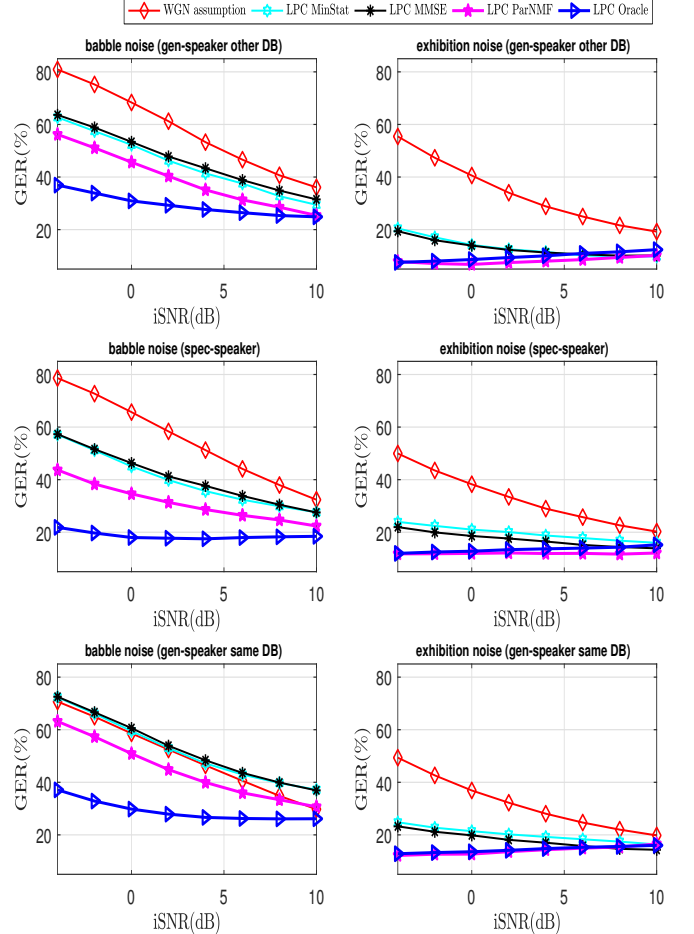 WGN assumption LPC MinStat LPC MMSE LPC ParNMF LPC Oracle
babble noise (gen-speaker other DB)
80
60
40
20
GER(%)
0 5 10
iSNR(dB)
exhibition noise (gen-speaker other DB)
80
60
40
20
GER(%)
0 5 10
iSNR(dB)
babble noise (spec-speaker)
80
60
40
20
GER(%)
0 5 10
iSNR(dB)
exhibition noise (spec-speaker)
80
60
40
20
GER(%)
0 5 10
iSNR(dB)
babble noise (gen-speaker same DB)
80
60
40
20
GER(%)
0 5 10
iSNR(dB)
exhibition noise (gen-speaker same DB)
80
60
40
20
GER(%)
0 5 10
iSNR(dB)